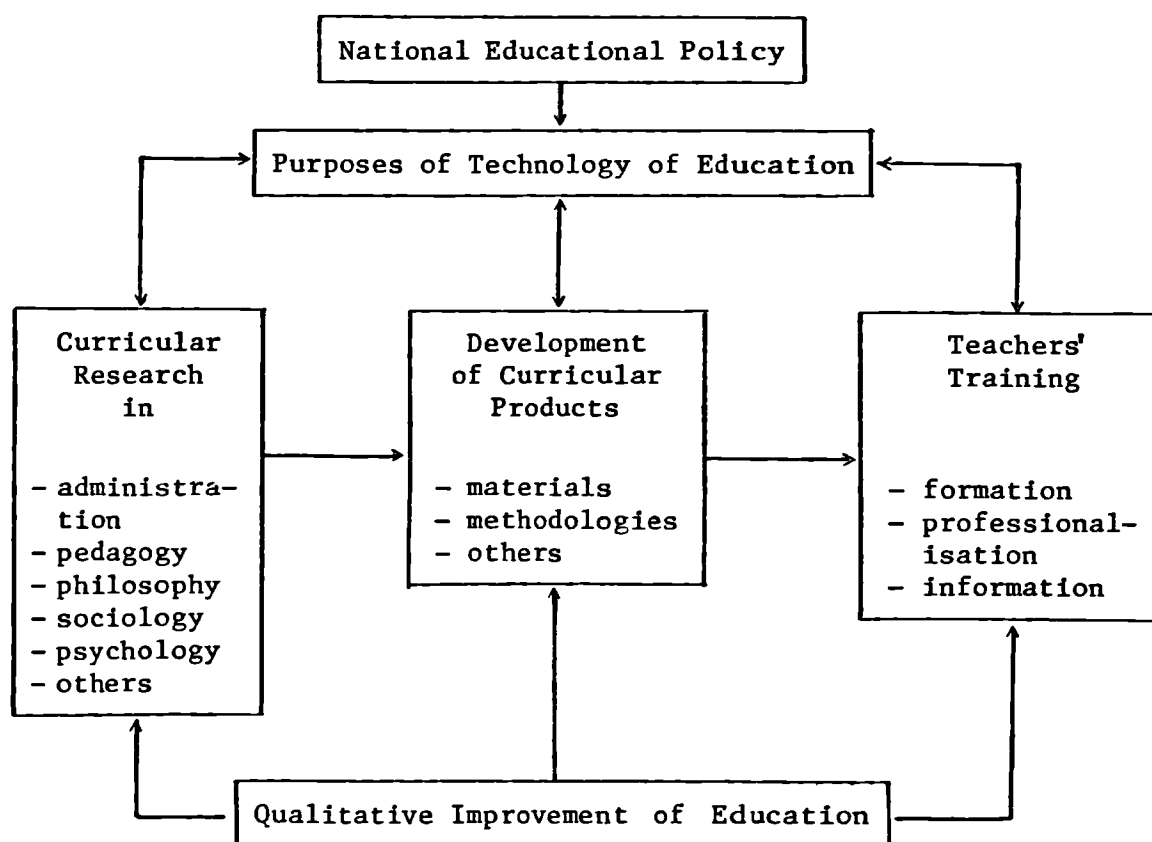 National Educational Policy
Purposes of Technology of Education
Curricular
Research
in
- administra-
tion
- pedagogy
- philosophy
- sociology
- psychology
- others
Development
of Curricular
Products
- materials
- methodologies
- others
Teachers'
Training
- formation
- professional-
isation
- information
Qualitative Improvement of Education